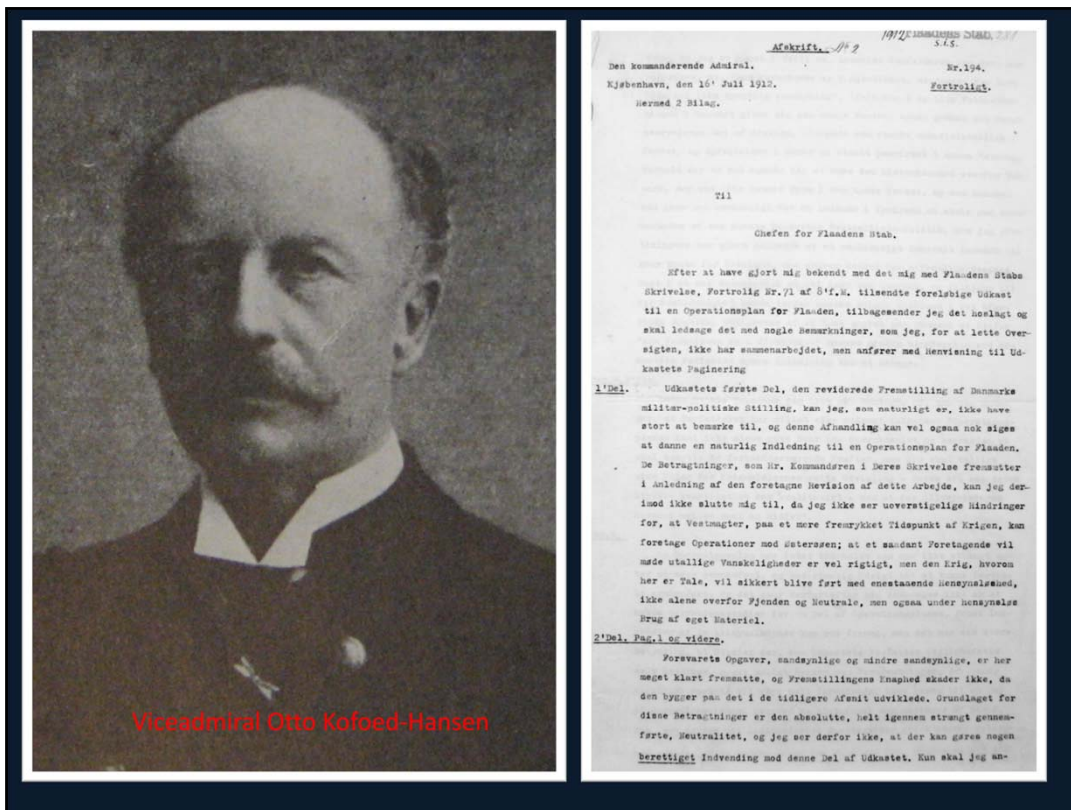 Viceadmiral Otto Kofoed-Hansen
1912
Flaadens Stab.
Afskrift.
S.i.S.
Den kommanderende Admiral.
Nr.194.
Kjøbenhavn, den 16' Juli 1912.
Fortroligt.
Hermed 2 Bilag.
Til
Chefen for Flaadens Stab.
Efter at have gjort mig bekendt med det mig med Flaadens Stabs
Skrivelse, Fortrolig Nr.71 af 8'f.M. tilsendte foreløbige Udkast
til en Operationsplan for Flaaden, tilbagesender jeg det hoslagt og
skal ledsage det med nogle Bemærkninger, som jeg, for at lette Over-
sigten, ikke har sammenarbejdet, men anfører med Henvisning til Ud-
kastets Paginering
1'Del. Udkastets første Del, den reviderede Fremstilling af Danmarks
militær-politiske Stilling, kan jeg, som naturligt er, ikke have
stort at bemærke til, og denne Afhandling kan vel ogsaa nok siges
at danne en naturlig Indledning til en Operationsplan for Flaaden.
De Betragtninger, som Hr. Kommandøren i Deres Skrivelse fremsætter
i Anledning af den foretagne Revision af dette Arbejde, kan jeg der-
imod ikke slutte mig til, da jeg ikke ser uoverstigelige Hindringer
for, at Vestmagter, paa et mere fremrykket Tidspunkt af Krigen, kan
foretage Operationer mod Østersøen; at et saadant Foretagende vil
møde utallige Vanskeligheder er vel rigtigt, men den Krig, hvorom
her er Tale, vil sikkert blive ført med enestaaende Hensynsløshed,
ikke alene overfor Fjenden og Neutrale, men ogsaa under hensynsløs
Brug af eget Materiel.
2'Del. Pag.1 og videre.
Forsvarets Opgaver, sandsynlige og mindre sandsynlige, er her
meget klart fremsatte, og Fremstillingens Knaphed skader ikke, da
den bygger paa det i de tidligere Afsnit udviklede. Grundlaget for
disse Betragtninger er den absolutte, helt igennem strængt gennem-
førte, Neutralitet, og jeg ser derfor ikke, at der kan gøres nogen
berettiget Indvending mod denne Del af Udkastet. Kun skal jeg an-